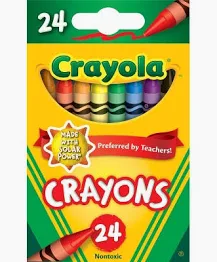 24
Crayola
MADE
WITH
SOLAR
POWER*
Preferred by Teachers!
CRAYONS
24
Nontoxic